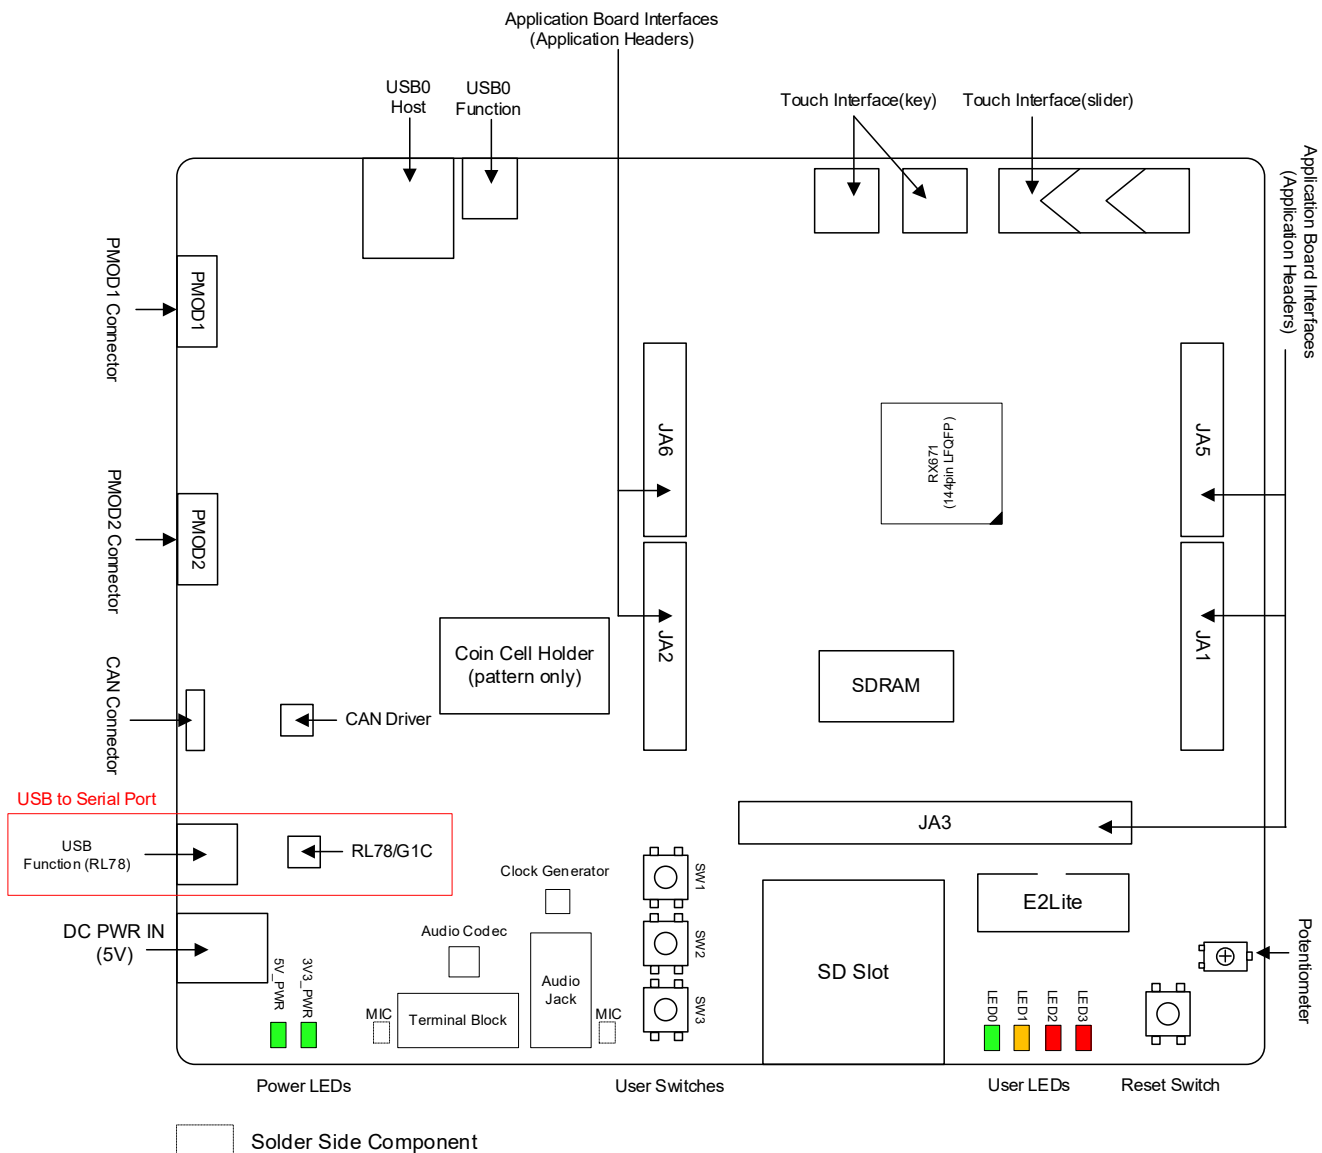 Application Board Interfaces
(Application Headers)
USB0
Host
USB0
Function
Touch Interface(key)
Touch Interface(slider)
Application Board Interfaces
(Application Headers)
PMOD1 Connector
PMOD1
JA6
RX671
(144pin LFQFP)
JA5
PMOD2 Connector
PMOD2
Coin Cell Holder
(pattern only)
JA2
SDRAM
JA1
CAN Connector
CAN Driver
USB to Serial Port
USB
Function (RL78)
RL78/G1C
JA3
Clock Generator
SW1
E2Lite
DC PWR IN
(5V)
Audio Codec
SW2
SD Slot
Potentiometer
5V_PWR
3V3_PWR
Audio
Jack
MIC
Terminal Block
MIC
SW3
LED0
LED1
LED2
LED3
Power LEDs
User Switches
User LEDs
Reset Switch
Solder Side Component